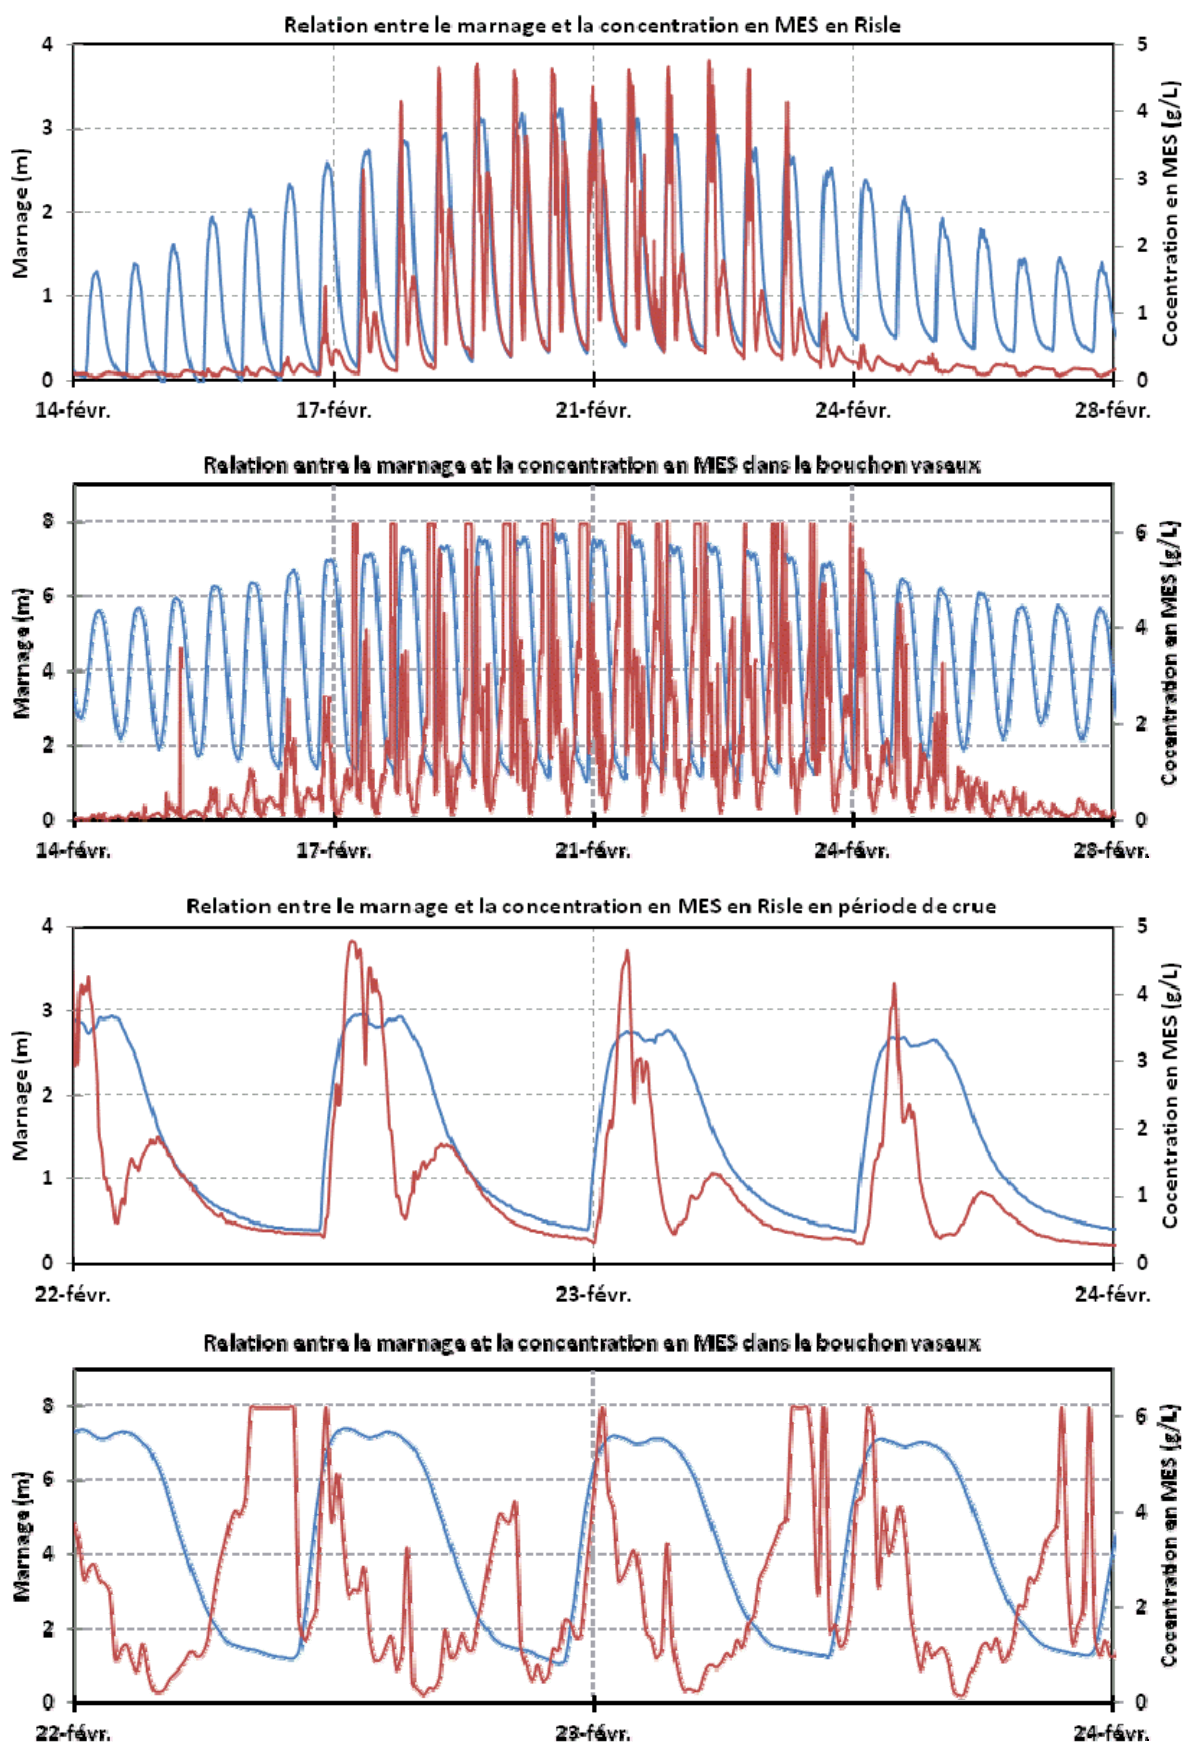 Relation entre le marnage et la concentration en MES en Risle
Marnage (m)
4
3
2
1
0
5
4
3
2
1
0
Cocentration en MES (g/L)
14-févr. 17-févr. 21-févr. 24-févr. 28-févr.
Relation entre le marnage et la concentration en MES dans le bouchon vaseux
Marnage (m)
8
6
4
2
0
6
4
2
0
Cocentration en MES (g/L)
14-févr. 17-févr. 21-févr. 24-févr. 28-févr.
Relation entre le marnage et la concentration en MES en Risle en période de crue
Marnage (m)
4
3
2
1
0
5
4
3
2
1
0
Cocentration en MES (g/L)
22-févr. 23-févr. 24-févr.
Relation entre le marnage et la concentration en MES dans le bouchon vaseux
Marnage (m)
8
6
4
2
0
6
4
2
0
Cocentration en MES (g/L)
22-févr. 23-févr. 24-févr.